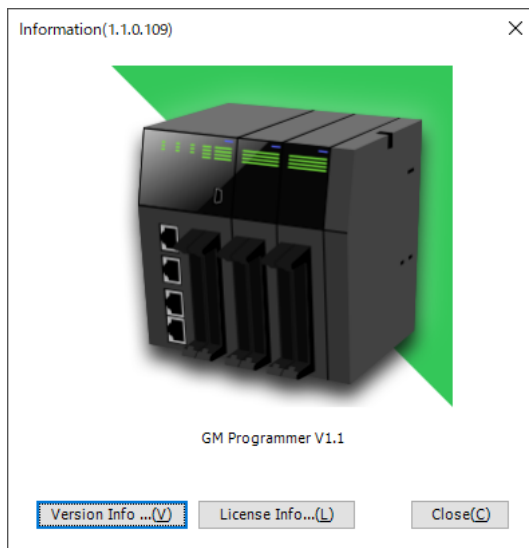 Information(1.1.0.109)
GM Programmer V1.1
Version Info ...(V)
License Info...(L)
Close(C)